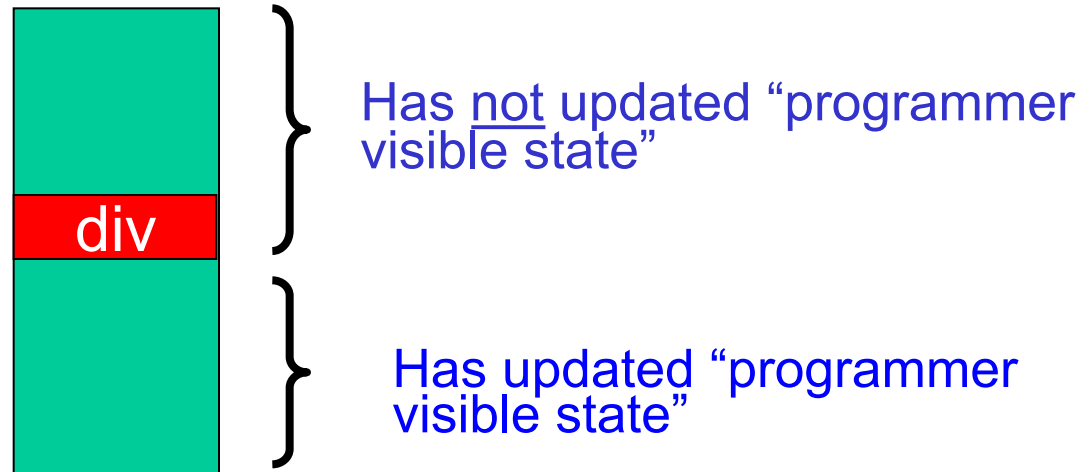 Has not updated “programmer
visible state”
div
Has updated “programmer
visible state”